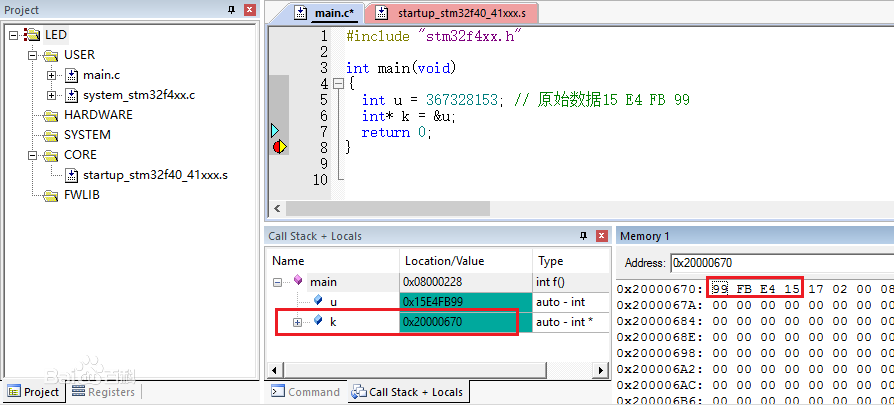 Project
LED
USER
main.c
system_stm32f4xx.c
HARDWARE
SYSTEM
CORE
startup_stm32f40_41xxx.s
FWLIB
Project
Registers
main.c*
startup_stm32f40_41xxx.s
1 #include "stm32f4xx.h"
2
3 int main(void)
4 {
5 int u = 367328153; // 原始数据15 E4 FB 99
6 int* k = &u;
7 return 0;
8 }
9
10
Call Stack + Locals
Name Location/Value Type
main 0x08000228 int f()
u 0x15E4FB99 auto - int
k 0x20000670 auto - int *
Command
Call Stack + Locals
Memory 1
Address: 0x20000670
0x20000670: 99 FB E4 15 17 02 00 08
0x2000067A: 00 00 00 00 00 00 00 00
0x20000684: 00 00 00 00 00 00 00 00
0x2000068E: 00 00 00 00 00 00 00 00
0x20000698: 00 00 00 00 00 00 00 00
0x200006A2: 00 00 00 00 00 00 00 00
0x200006AC: 00 00 00 00 00 00 00 00
0x200006B6: 00 00 00 00 00 00 00 00